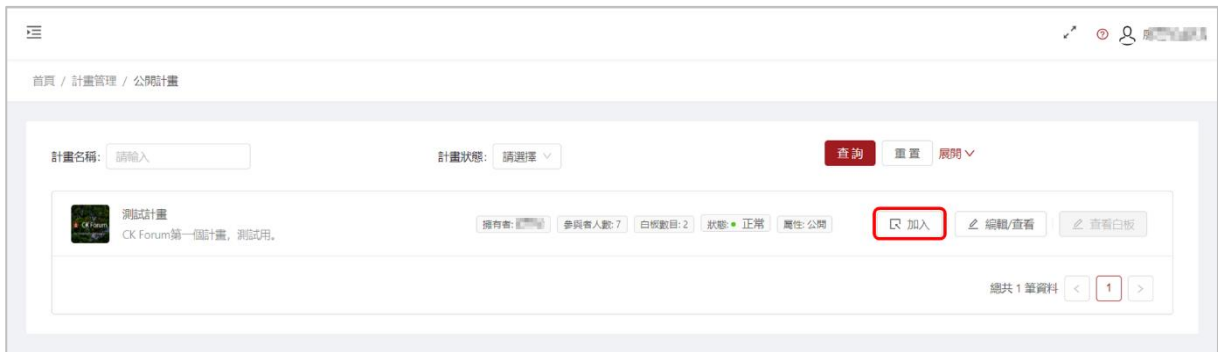 首頁 / 計畫管理 / 公開計畫
計畫名稱: 請輸入 計畫狀態: 請選擇 查詢 重置 展開
測試計畫
CK Forum
CK Forum第一個計畫，測試用。
擁有者: 參與者人數: 7 白板數目: 2 狀態: 正常 屬性: 公開 加入 編輯/查看 查看白板
總共 1 筆資料 < 1 >